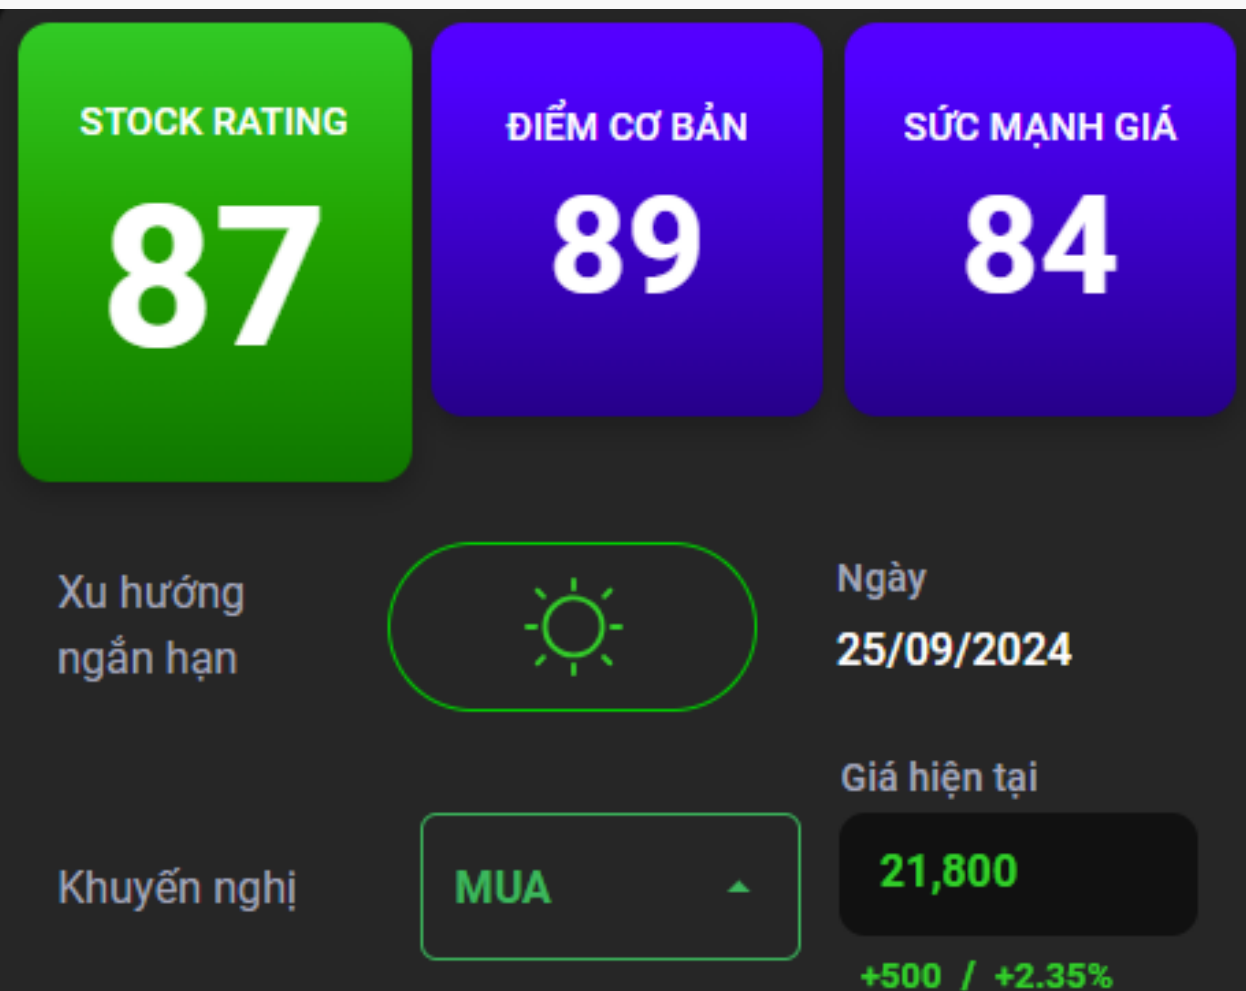 STOCK RATING
87
ĐIỂM CƠ BẢN
89
SỨC MẠNH GIÁ
84
Xu hướng
ngắn hạn
Ngày
25/09/2024
Khuyến nghị
MUA
Giá hiện tại
21,800
+500 / +2.35%